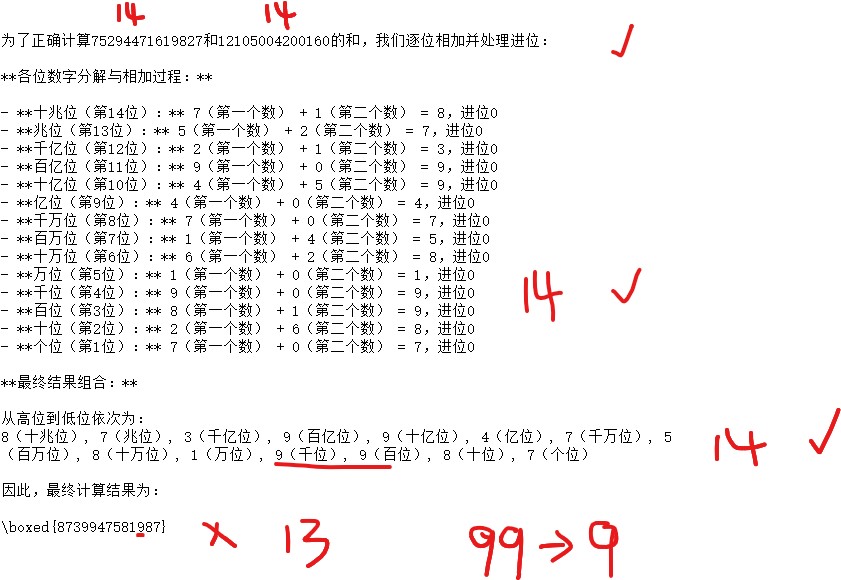 14 14
为了正确计算75294471619827和12105004200160的和，我们逐位相加并处理进位： ✓
**各位数字分解与相加过程：**
- **十兆位（第14位）：** 7（第一个数） + 1（第二个数） = 8，进位0
- **兆位（第13位）：** 5（第一个数） + 2（第二个数） = 7，进位0
- **千亿位（第12位）：** 2（第一个数） + 1（第二个数） = 3，进位0
- **百亿位（第11位）：** 9（第一个数） + 0（第二个数） = 9，进位0
- **十亿位（第10位）：** 4（第一个数） + 5（第二个数） = 9，进位0
- **亿位（第9位）：** 4（第一个数） + 0（第二个数） = 4，进位0
- **千万位（第8位）：** 7（第一个数） + 0（第二个数） = 7，进位0
- **百万位（第7位）：** 1（第一个数） + 4（第二个数） = 5，进位0
- **十万位（第6位）：** 6（第一个数） + 2（第二个数） = 8，进位0
- **万位（第5位）：** 1（第一个数） + 0（第二个数） = 1，进位0
- **千位（第4位）：** 9（第一个数） + 0（第二个数） = 9，进位0
- **百位（第3位）：** 8（第一个数） + 1（第二个数） = 9，进位0
- **十位（第2位）：** 2（第一个数） + 6（第二个数） = 8，进位0
- **个位（第1位）：** 7（第一个数） + 0（第二个数） = 7，进位0
14 ✓
**最终结果组合：**
从高位到低位依次为：
8（十兆位）, 7（兆位）, 3（千亿位）, 9（百亿位）, 9（十亿位）, 4（亿位）, 7（千万位）, 5
（百万位）, 8（十万位）, 1（万位）, 9（千位）, 9（百位）, 8（十位）, 7（个位）
14 ✓
因此，最终计算结果为：
\boxed{8739947581987} × 13 99→9